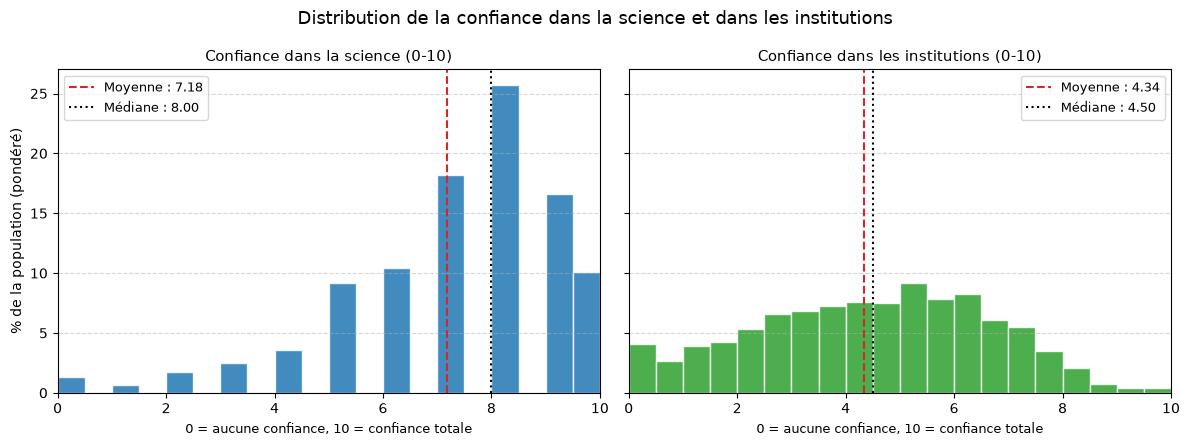 Distribution de la confiance dans la science et dans les institutions
Confiance dans la science (0-10)
Moyenne : 7.18
Médiane : 8.00
% de la population (pondéré)
25
20
15
10
5
0
0 2 4 6 8 10
0 = aucune confiance, 10 = confiance totale
Confiance dans les institutions (0-10)
Moyenne : 4.34
Médiane : 4.50
0 2 4 6 8 10
0 = aucune confiance, 10 = confiance totale